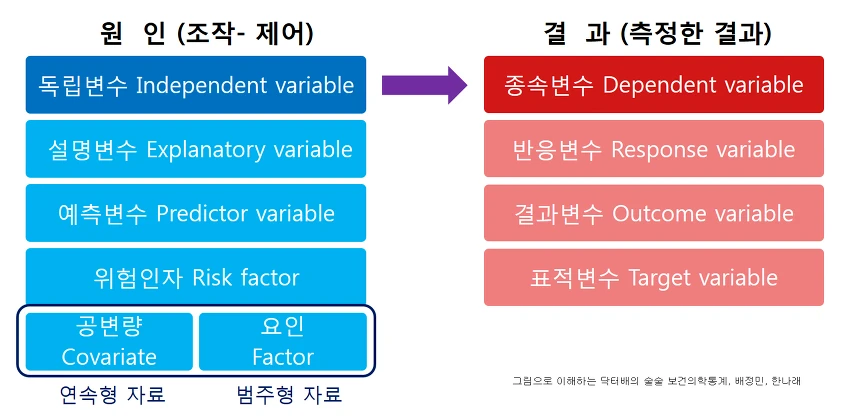 원 인 (조작- 제어)
독립변수 Independent variable
설명변수 Explanatory variable
예측변수 Predictor variable
위험인자 Risk factor
공변량
Covariate
요인
Factor
연속형 자료
범주형 자료
결 과 (측정한 결과)
종속변수 Dependent variable
반응변수 Response variable
결과변수 Outcome variable
표적변수 Target variable
그림으로 이해하는 닥터배의 술술 보건의학통계, 배정민, 한나래